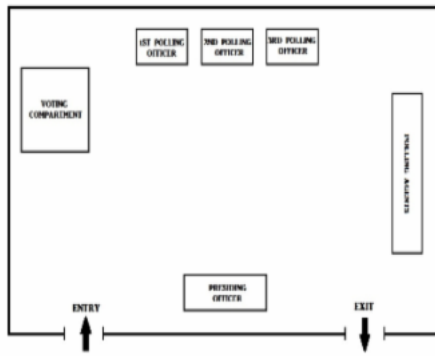 1ST POLLING
OFFICER
2ND POLLING
OFFICER
3RD POLLING
OFFICER
VOTING
COMPARTMENT
POLLING AGENTS
PRESIDING
OFFICER
ENTRY
EXIT